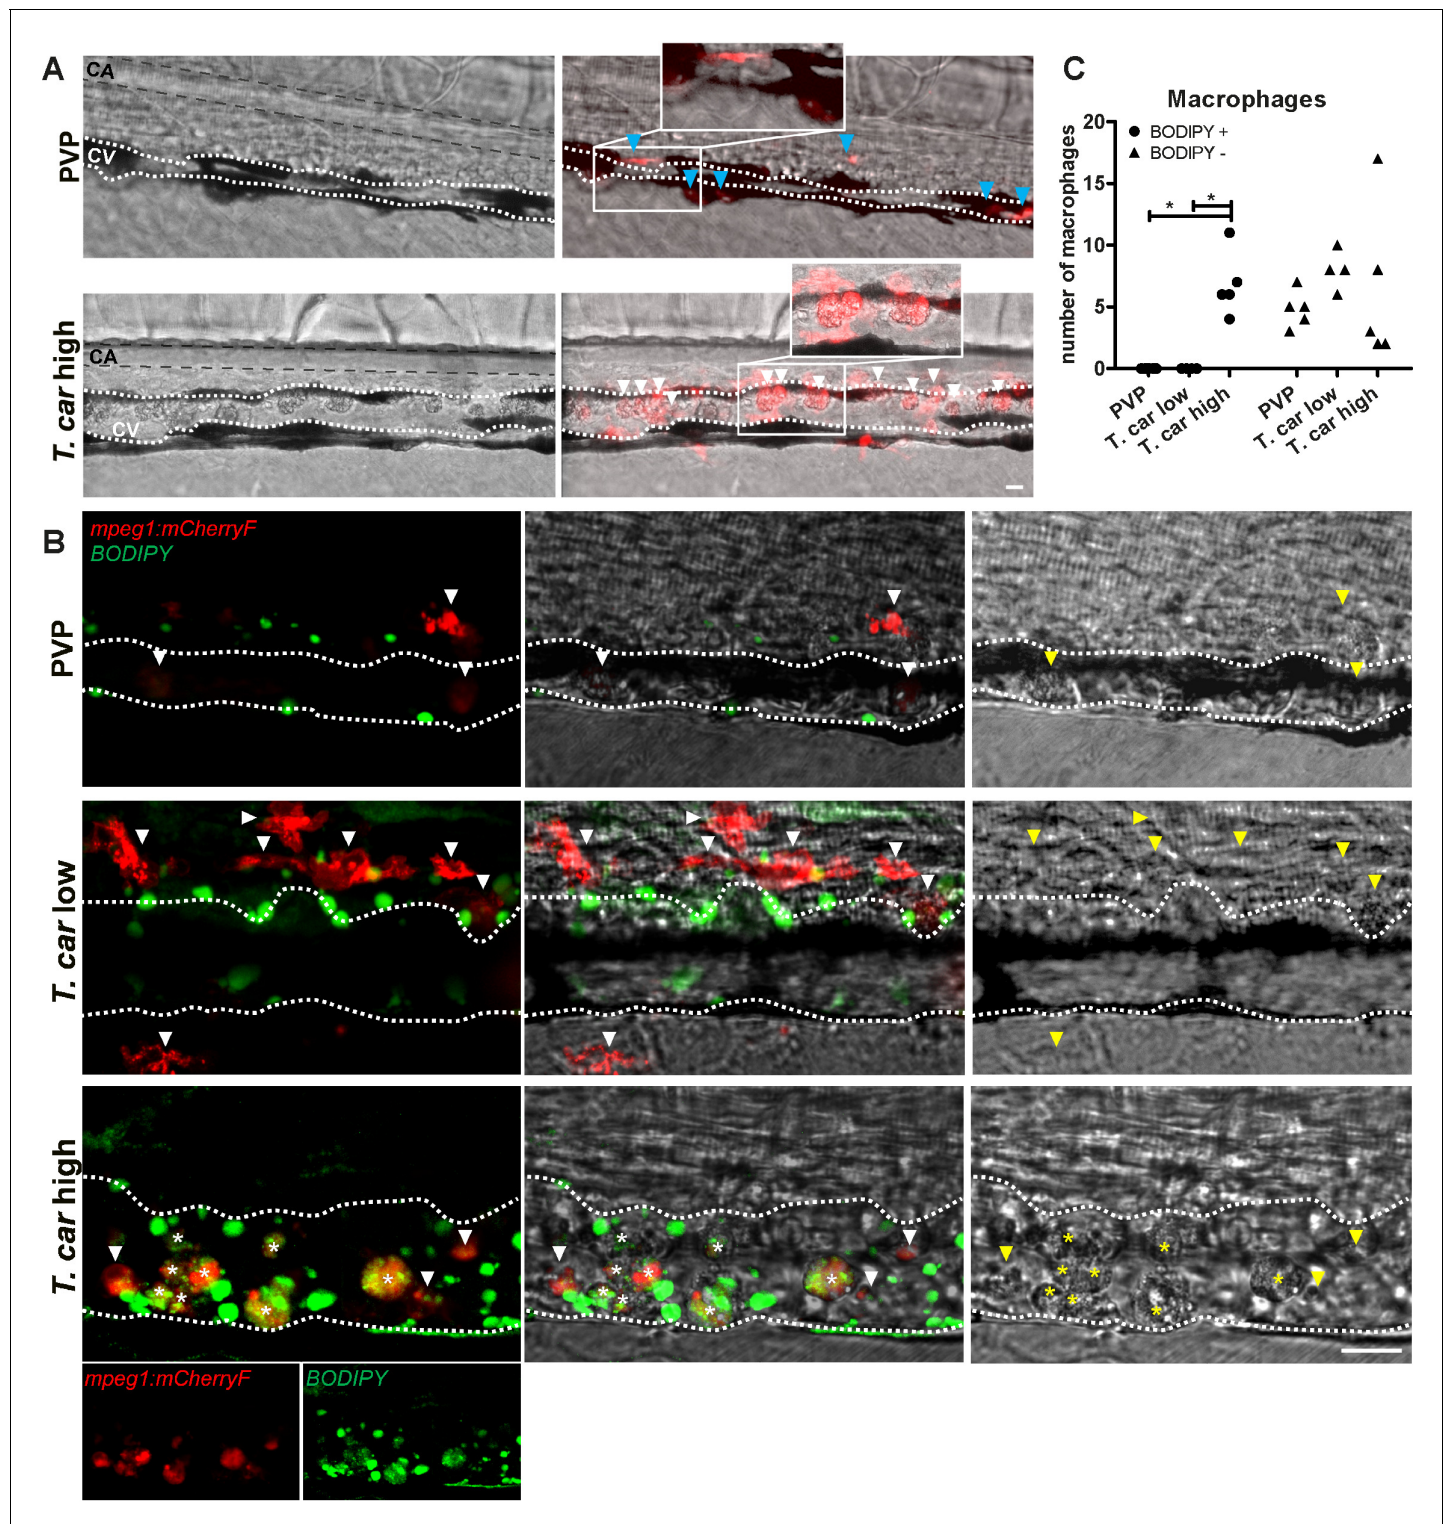 A
PVP
CA
CV
T. car high
CA
CV
C
Macrophages
number of macrophages
20
15
10
5
0
BODIPY +
BODIPY -
*
*
PVP
T. car low
T. car high
PVP
T. car low
T. car high
B
PVP
mpeg1:mCherryF
BODIPY
T. car low
T. car high
mpeg1:mCherryF
BODIPY